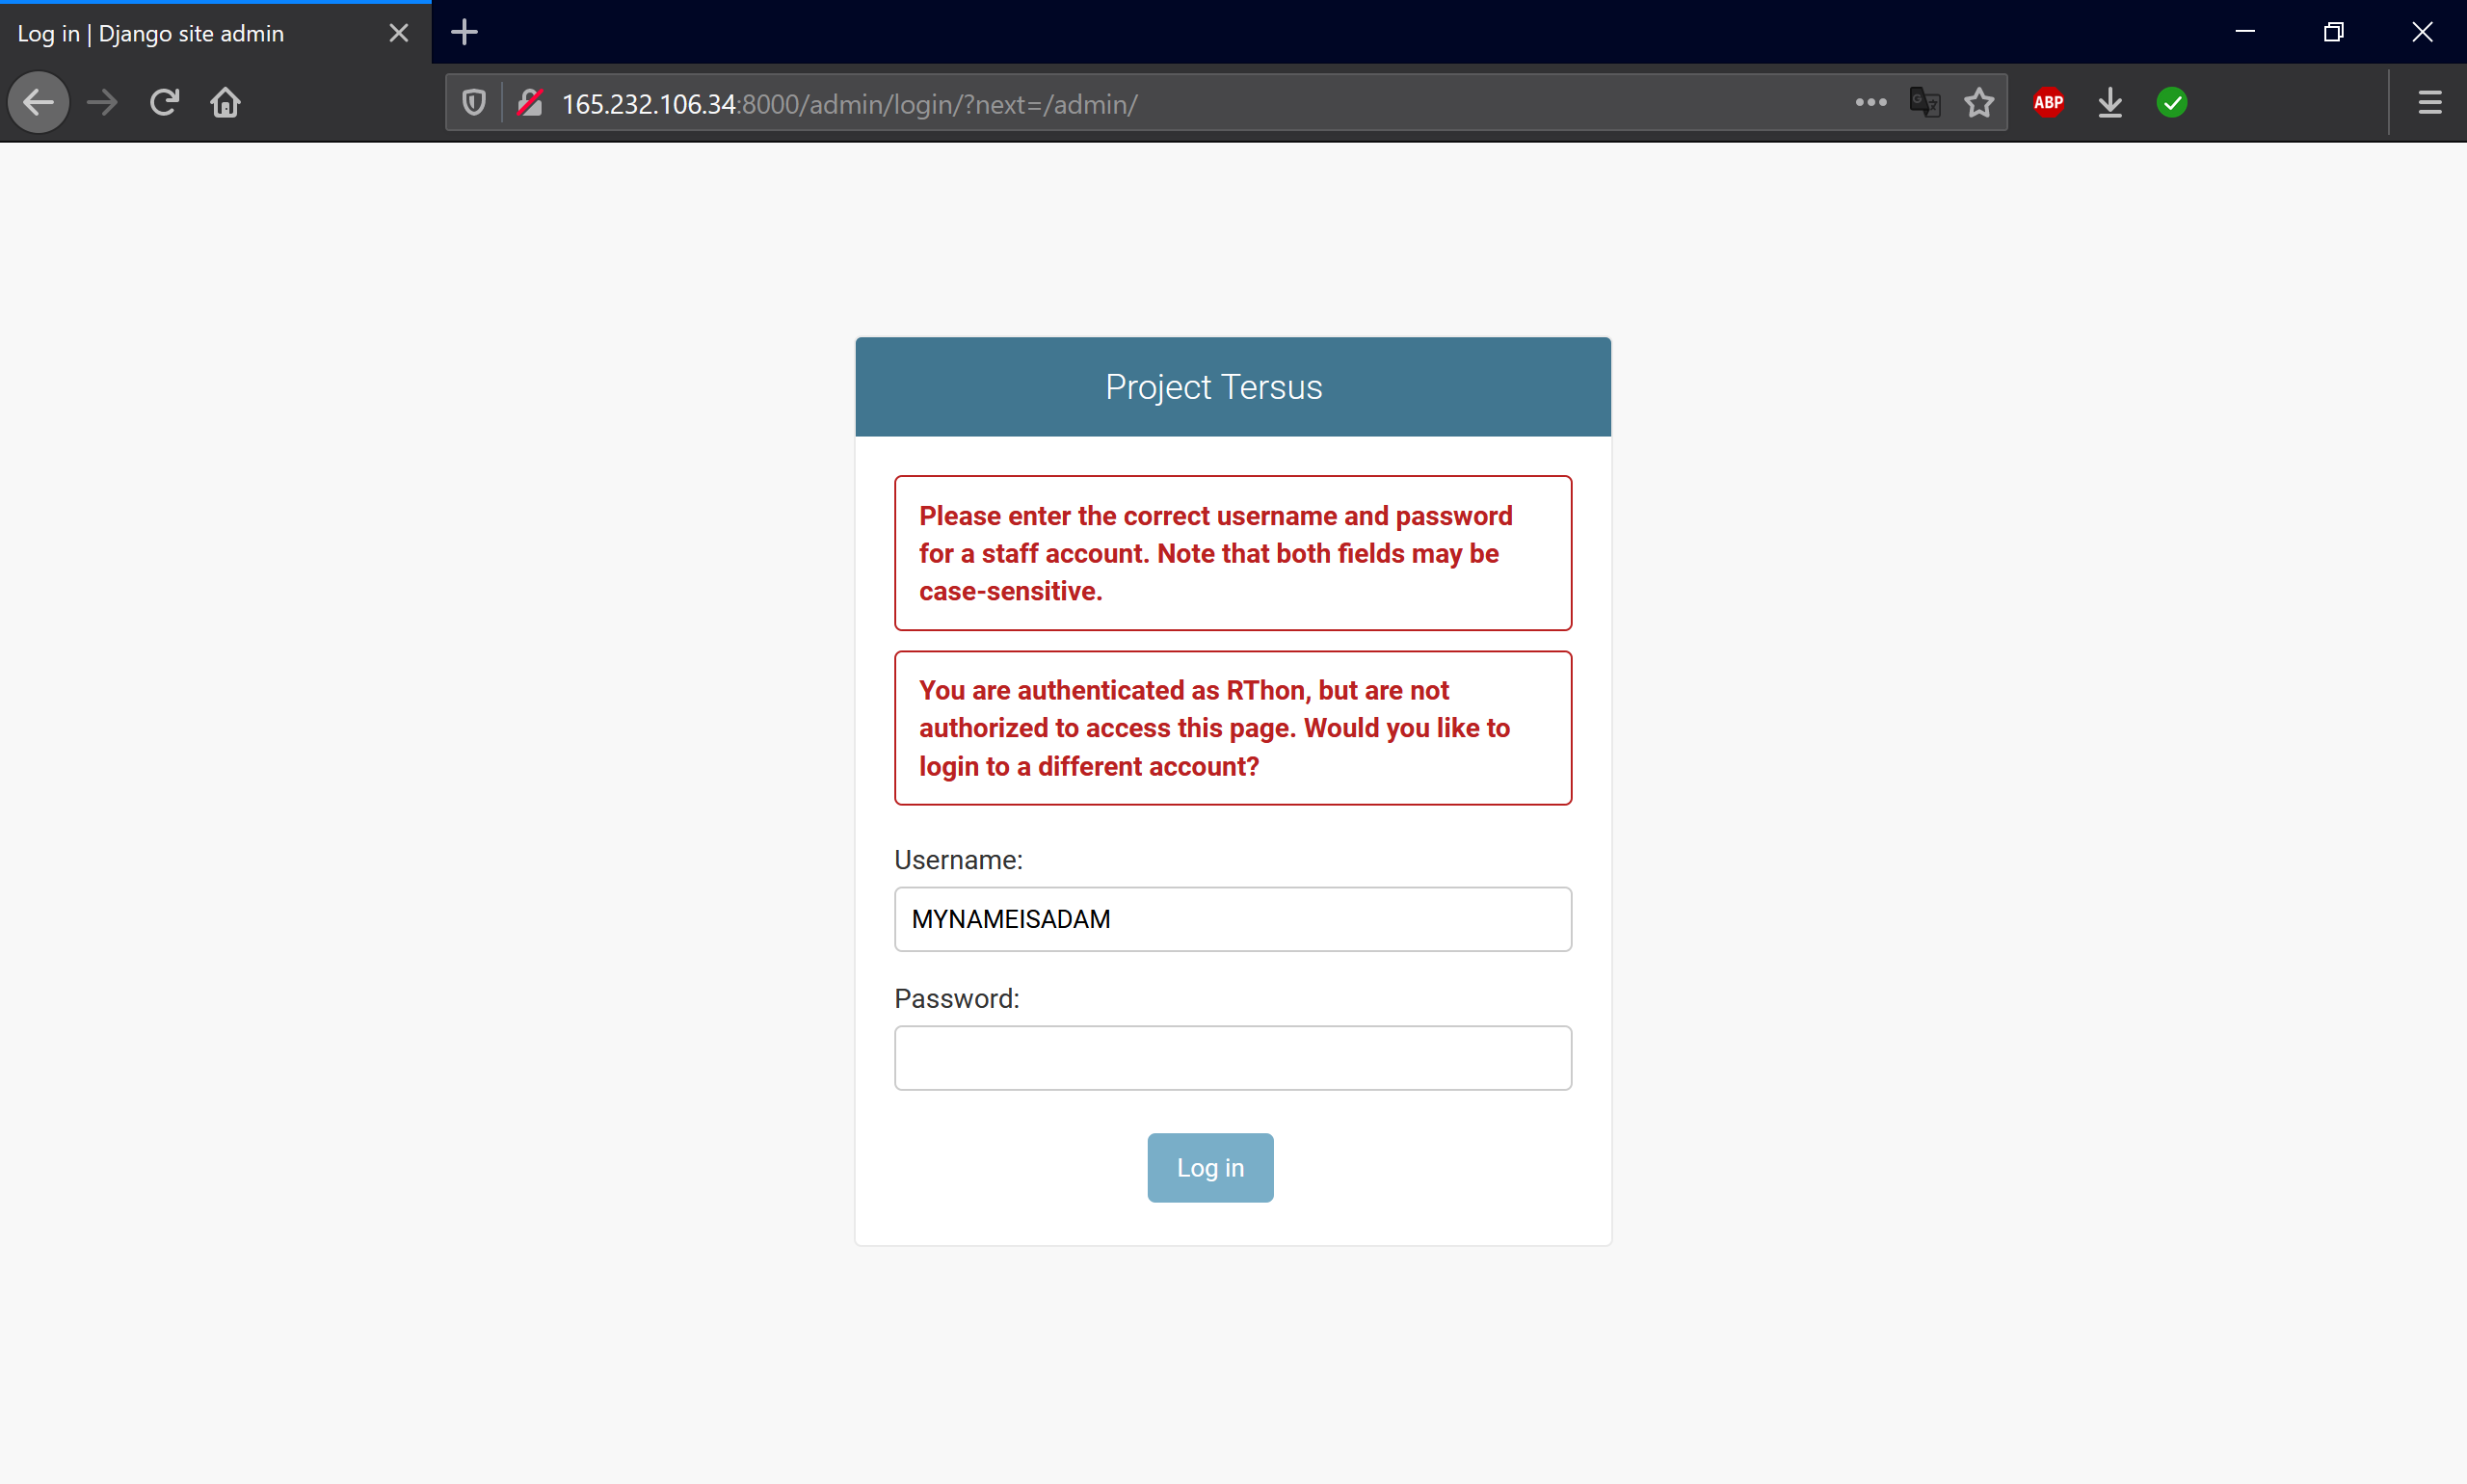 Log in | Django site admin
165.232.106.34:8000/admin/login/?next=/admin/
ABP
Project Tersus
Please enter the correct username and password
for a staff account. Note that both fields may be
case-sensitive.
You are authenticated as RThon, but are not
authorized to access this page. Would you like to
login to a different account?
Username:
MYNAMEISADAM
Password:
Log in